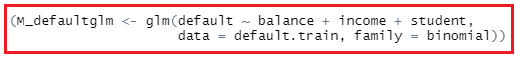 (M_defaultglm <- glm(default ~ balance + income + student,
data = default.train, family = binomial))